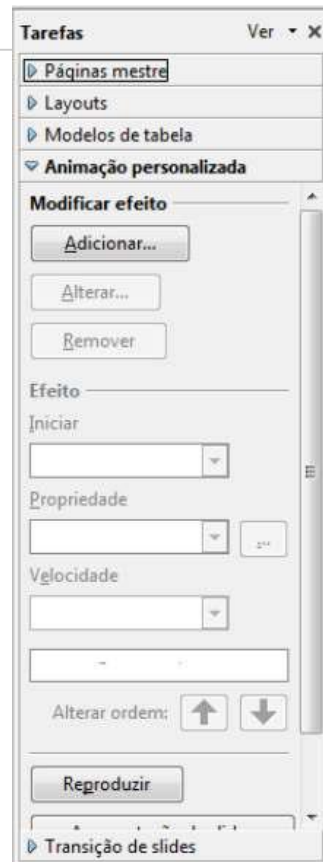 Tarefas Ver
Páginas mestre
Layouts
Modelos de tabela
Animação personalizada
Modificar efeito
Adicionar...
Alterar...
Remover
Efeito
Iniciar
Propriedade
...
Velocidade
Alterar ordem:
Reproduzir
Transição de slides